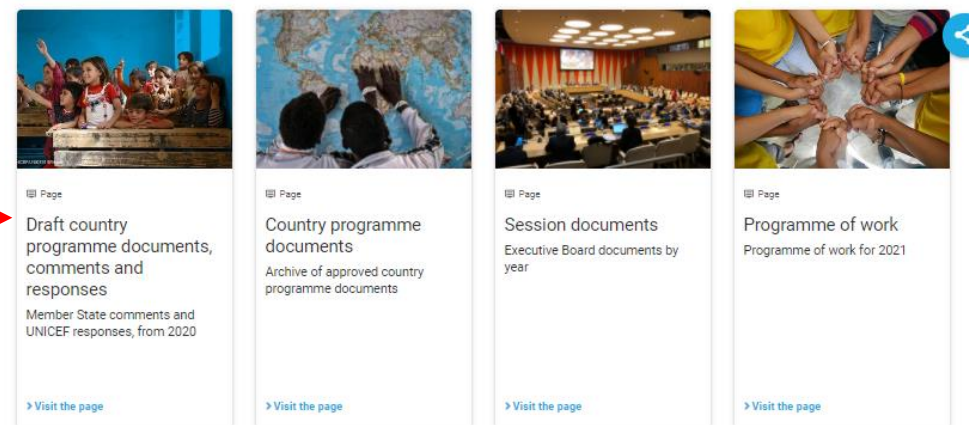 Page
Draft country
programme documents,
comments and
responses
Member State comments and
UNICEF responses, from 2020
Visit the page
Page
Country programme
documents
Archive of approved country
programme documents
Visit the page
Page
Session documents
Executive Board documents by
year
Visit the page
Page
Programme of work
Programme of work for 2021
Visit the page